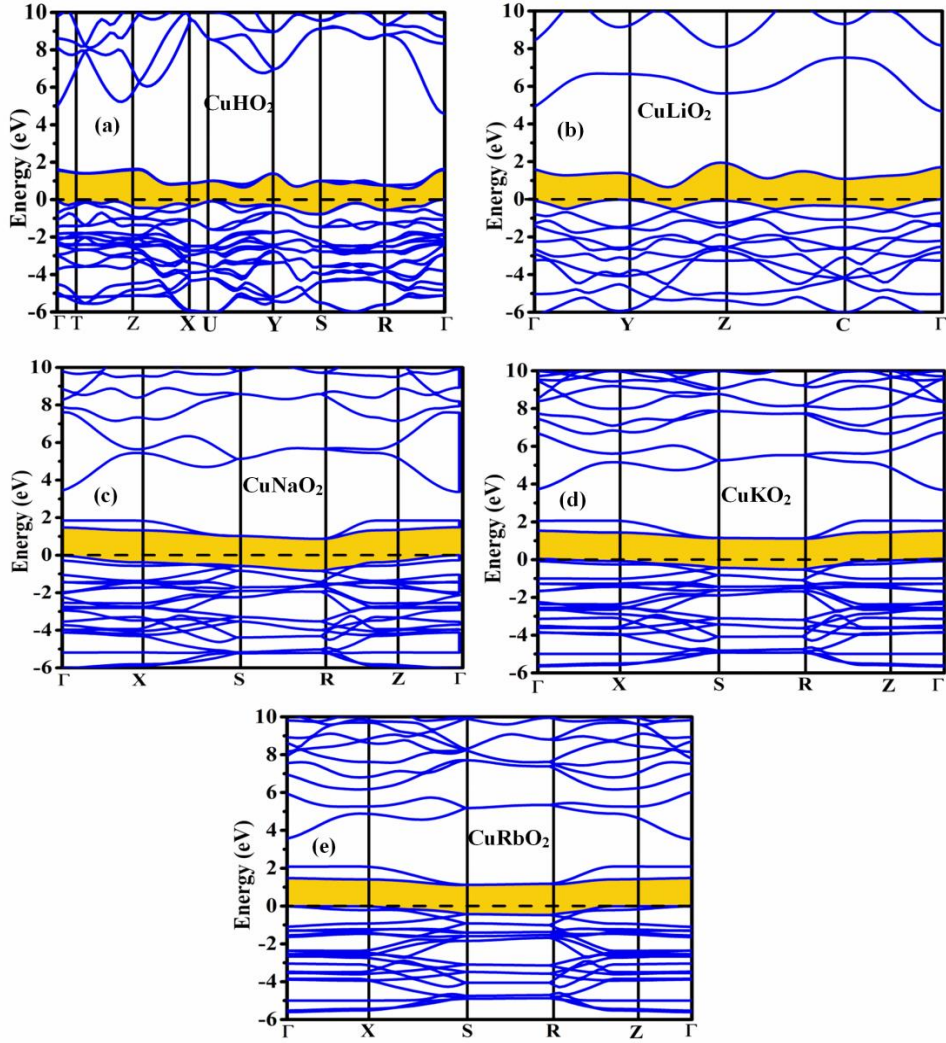 10
8
6
4
2
0
-2
-4
-6
Energy (eV)
(a)
CuHO₂
Γ T Z X U Y S R Γ
10
8
6
4
2
0
-2
-4
-6
Energy (eV)
(b)
CuLiO₂
Γ Y Z C Γ
10
8
6
4
2
0
-2
-4
-6
Energy (eV)
(c)
CuNaO₂
Γ X S R Z Γ
10
8
6
4
2
0
-2
-4
-6
Energy (eV)
(d)
CuKO₂
Γ X S R Z Γ
10
8
6
4
2
0
-2
-4
-6
Energy (eV)
(e)
CuRbO₂
Γ X S R Z Γ